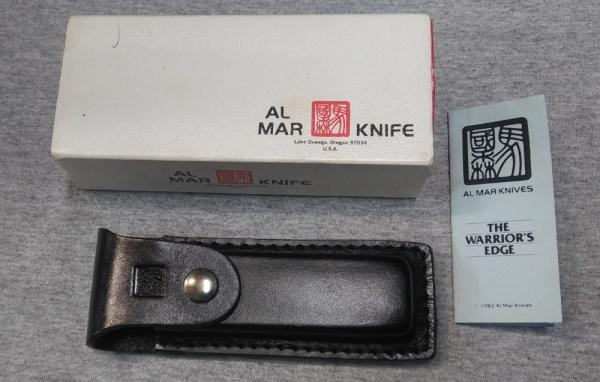 AL
MAR KNIFE
Lake Oswego, Oregon 97034
U.S.A.
AL
MAR KNIFE
AL MAR KNIVES
THE
WARRIOR'S
EDGE
1982 Al Mar Knives